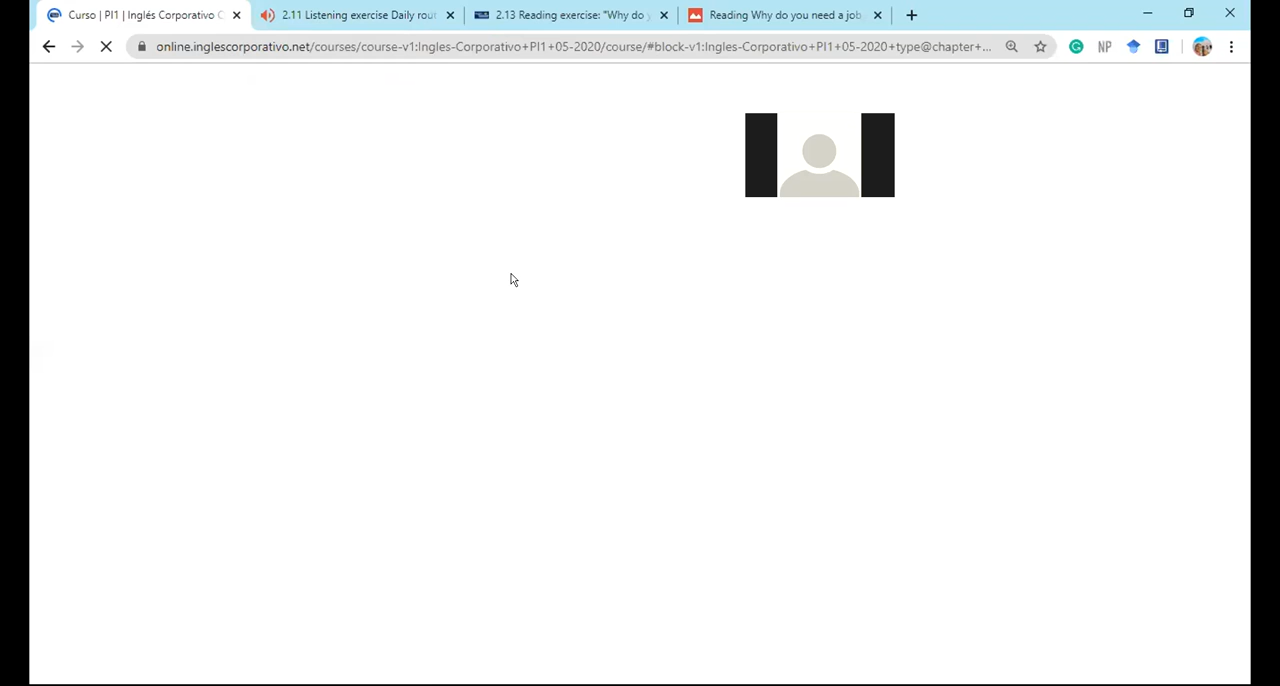 Curso | PI1 | Inglés Corporativo C
2.11 Listening exercise Daily rout
2.13 Reading exercise: "Why do y
Reading Why do you need a job
online.inglescorporativo.net/courses/course-v1:Ingles-Corporativo+PI1+05-2020/course/#block-v1:Ingles-Corporativo+PI1+05-2020+type@chapter+...
NP